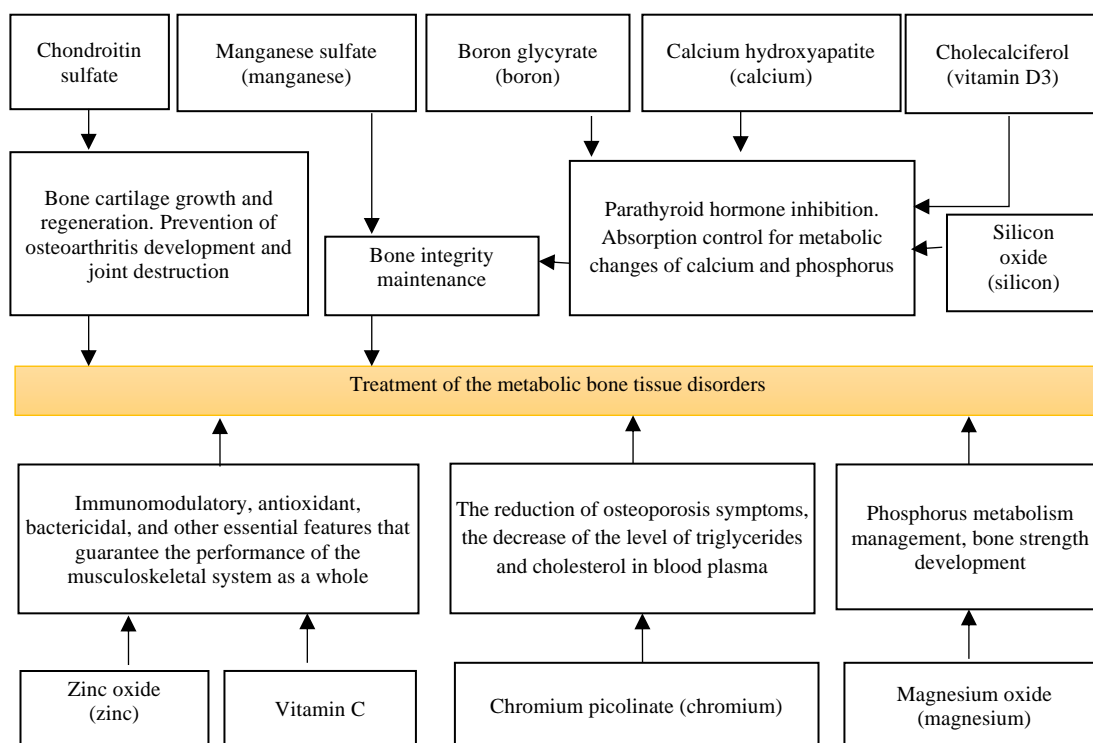 Chondroitin
sulfate
Manganese sulfate
(manganese)
Boron glycyrate
(boron)
Calcium hydroxyapatite
(calcium)
Cholecalciferol
(vitamin D3)
Bone cartilage growth and
regeneration. Prevention of
osteoarthritis development and
joint destruction
Bone integrity
maintenance
Parathyroid hormone inhibition.
Absorption control for metabolic
changes of calcium and phosphorus
Silicon
oxide
(silicon)
Treatment of the metabolic bone tissue disorders
Immunomodulatory, antioxidant,
bactericidal, and other essential features that
guarantee the performance of the
musculoskeletal system as a whole
The reduction of osteoporosis symptoms,
the decrease of the level of triglycerides
and cholesterol in blood plasma
Phosphorus metabolism
management, bone strength
development
Zinc oxide
(zinc)
Vitamin C
Chromium picolinate (chromium)
Magnesium oxide
(magnesium)